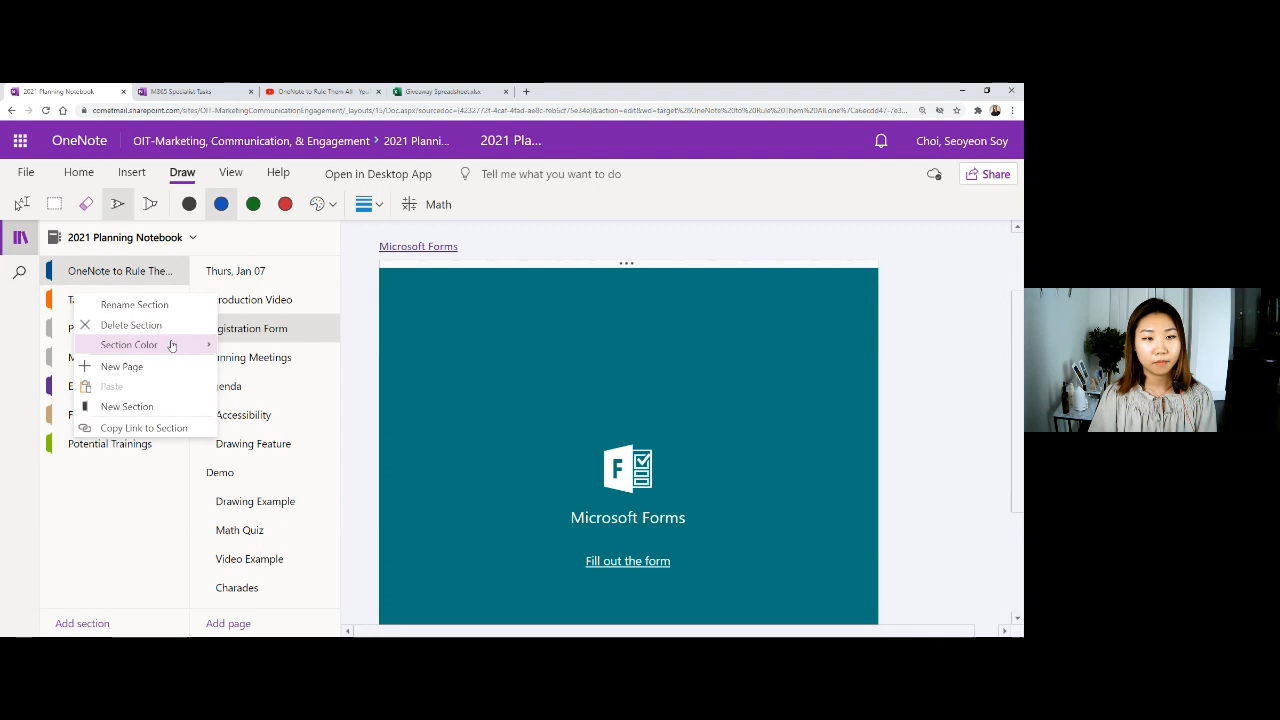 2021 Planning Notebook
M365 Specialist Tasks
OneNote to Rule Them All - You
Giveaway Spreadsheet.xlsx
OneNote
OIT-Marketing, Communication, & Engagement > 2021 Planni...
2021 Pla...
Choi, Seoyeon Soy
File
Home
Insert
Draw
View
Help
Open in Desktop App
Tell me what you want to do
Share
Math
2021 Planning Notebook
OneNote to Rule The...
Potential Trainings
Add section
Rename Section
Delete Section
Section Color
New Page
Paste
New Section
Copy Link to Section
Thurs, Jan 07
roduction Video
gistration Form
nning Meetings
enda
Accessibility
Drawing Feature
Demo
Drawing Example
Math Quiz
Video Example
Charades
Add page
Microsoft Forms
F
Microsoft Forms
Fill out the form